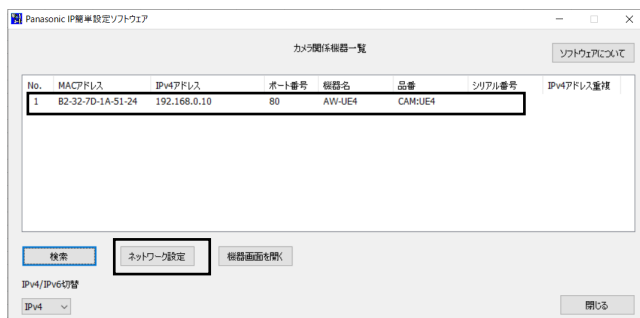 Panasonic IP簡単設定ソフトウェア
カメラ関係機器一覧
ソフトウェアについて
No. MACアドレス IPv4アドレス ポート番号 機器名 品番 シリアル番号 IPv4アドレス重複
1 B2-32-7D-1A-51-24 192.168.0.10 80 AW-UE4 CAM:UE4
検索 ネットワーク設定 機器画面を開く
IPv4/IPv6切替
IPv4 閉じる